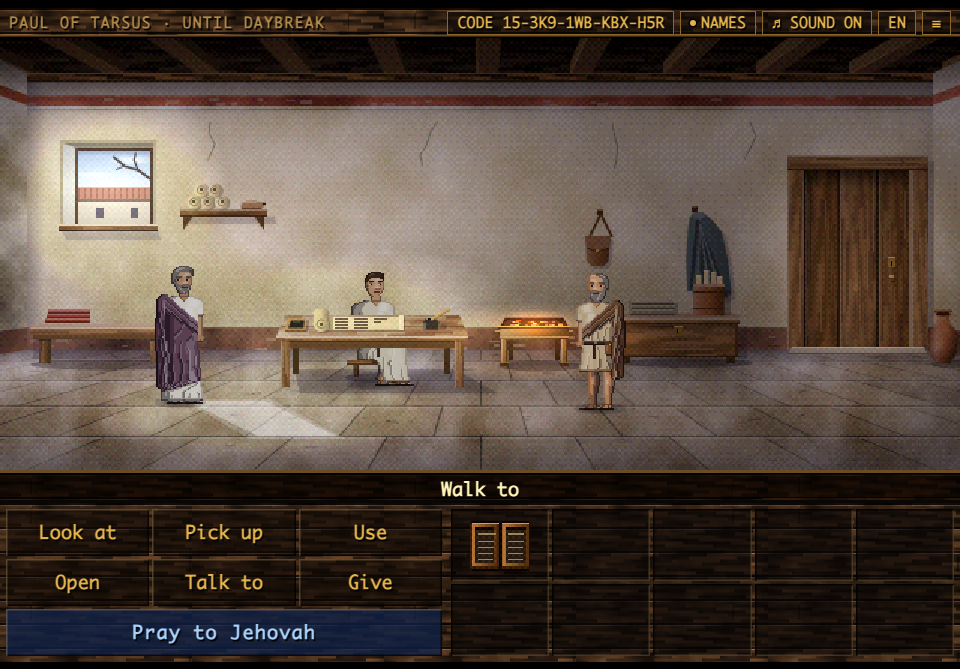 PAUL OF TARSUS · UNTIL DAYBREAK
CODE 15-3K9-1WB-KBX-H5R
● NAMES
♬ SOUND ON
EN
≡
Walk to
Look at
Pick up
Use
Open
Talk to
Give
Pray to Jehovah